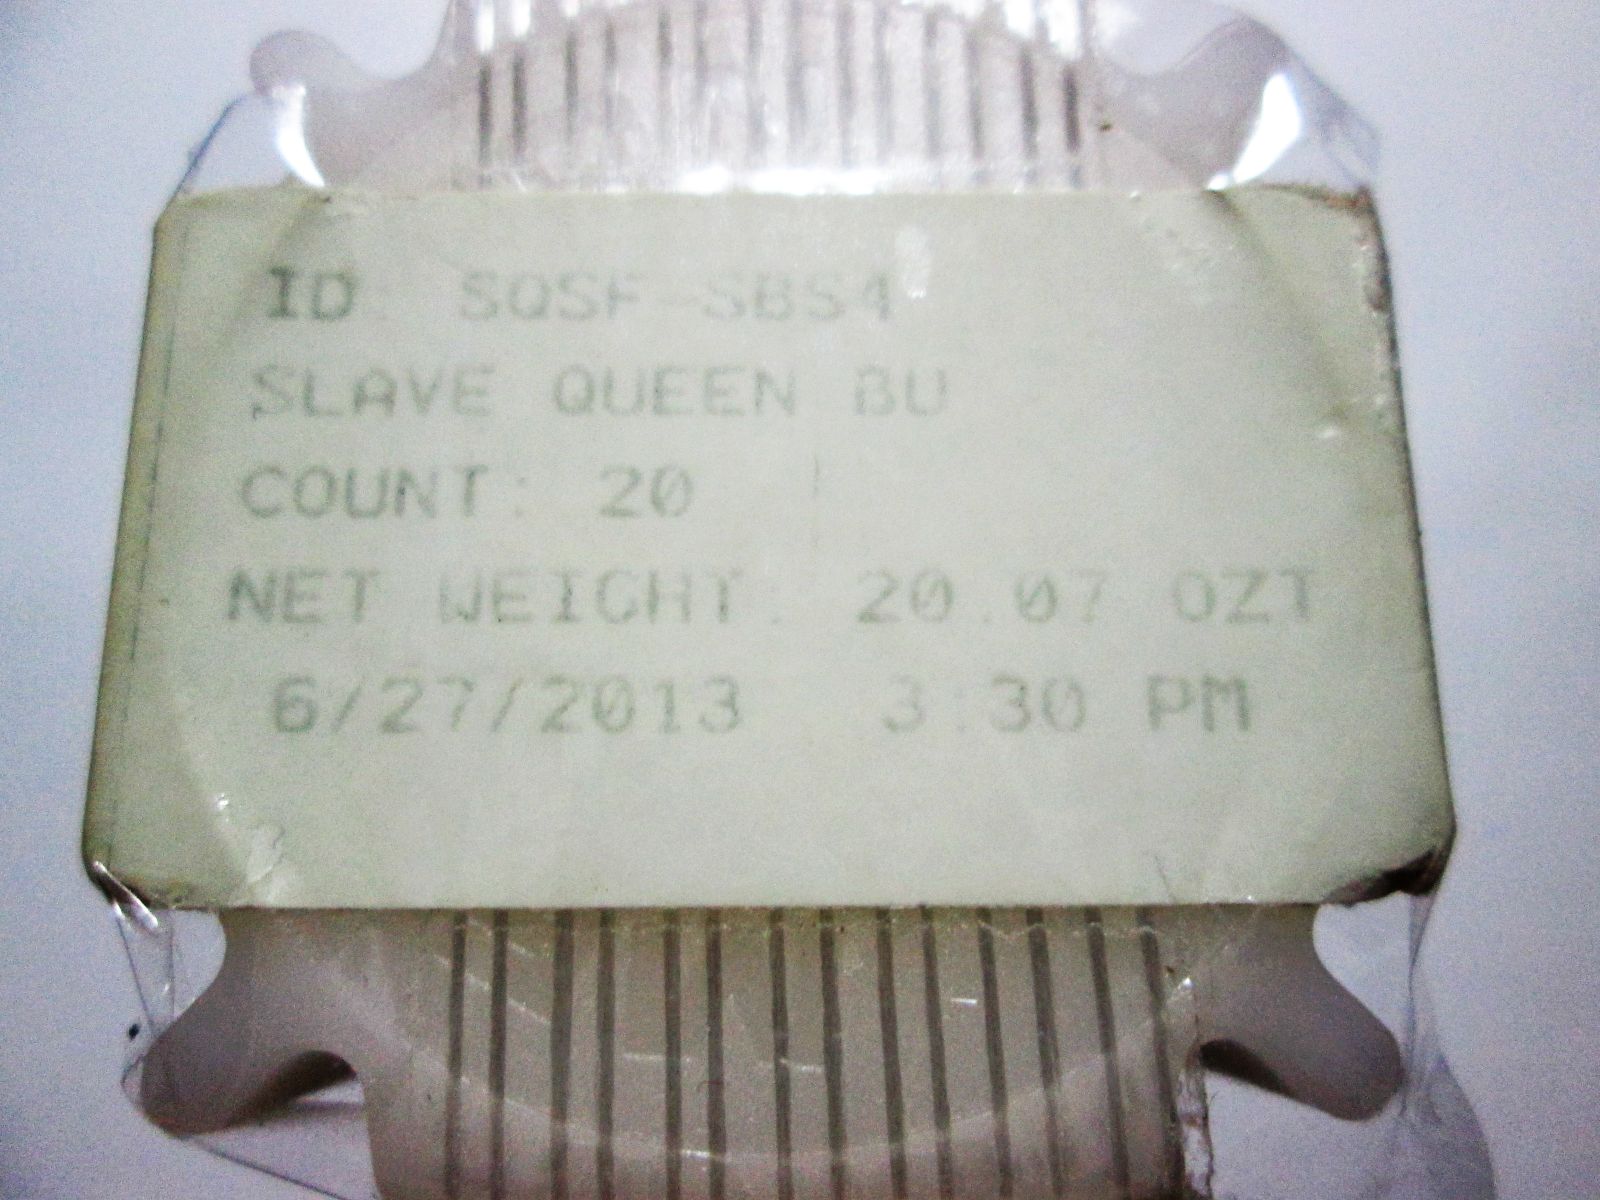 ID: SQSF-SBS4
SLAVE QUEEN BU
COUNT: 20
NET WEIGHT: 20.07 OZT
6/27/2013 3:30 PM